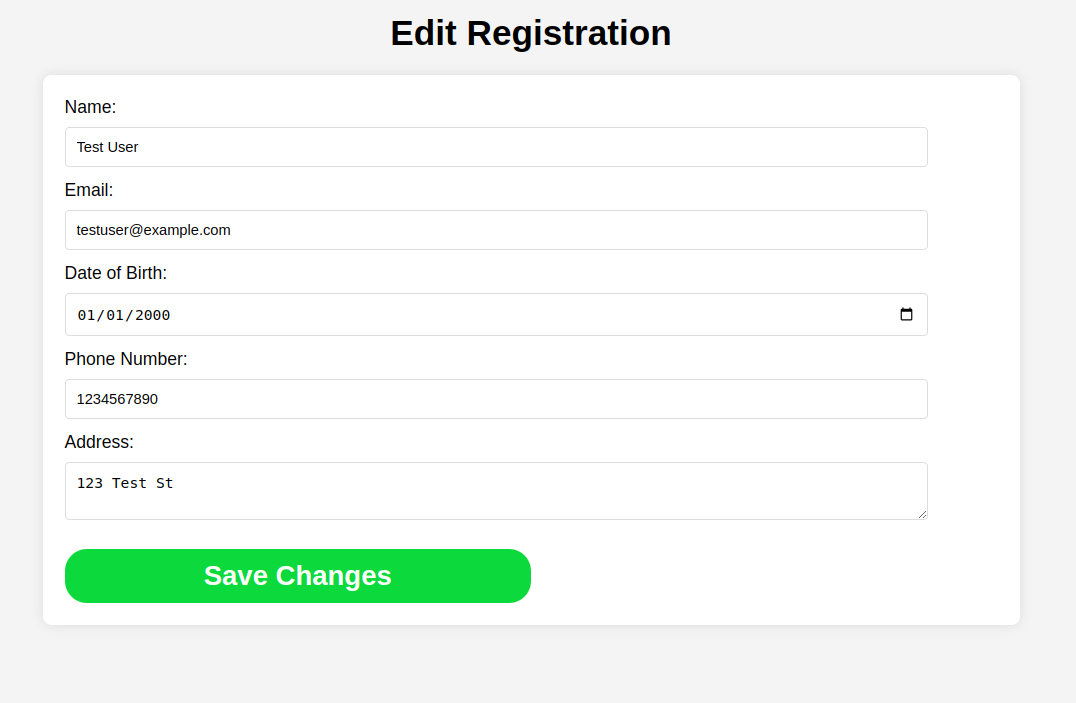 Edit Registration
Name:
Test User
Email:
testuser@example.com
Date of Birth:
01/01/2000
Phone Number:
1234567890
Address:
123 Test St
Save Changes